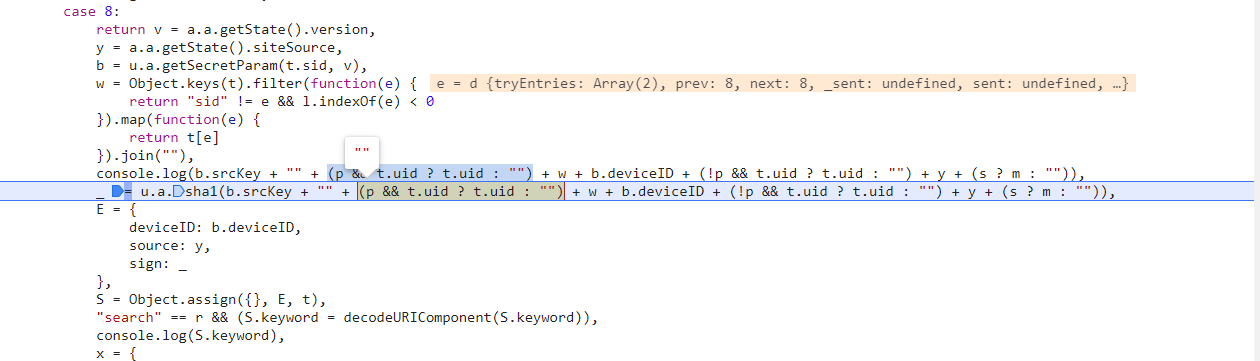 case 8:
return v = a.a.getState().version,
y = a.a.getState().siteSource,
b = u.a.getSecretParam(t.sid, v),
w = Object.keys(t).filter(function(e) { e = d {tryEntries: Array(2), prev: 8, next: 8, _sent: undefined, sent: undefined, …}
return "sid" != e && l.indexOf(e) < 0
}).map(function(e) {
return t[e]
}).join(""),
""
console.log(b.srcKey + "" + (p && t.uid ? t.uid : "") + w + b.deviceID + (!p && t.uid ? t.uid : "") + y + (s ? m : "")),
_ = u.a.sha1(b.srcKey + "" + (p && t.uid ? t.uid : "") + w + b.deviceID + (!p && t.uid ? t.uid : "") + y + (s ? m : "")),
E = {
deviceID: b.deviceID,
source: y,
sign: _
},
S = Object.assign({}, E, t),
"search" == r && (S.keyword = decodeURIComponent(S.keyword)),
console.log(S.keyword),
x = {